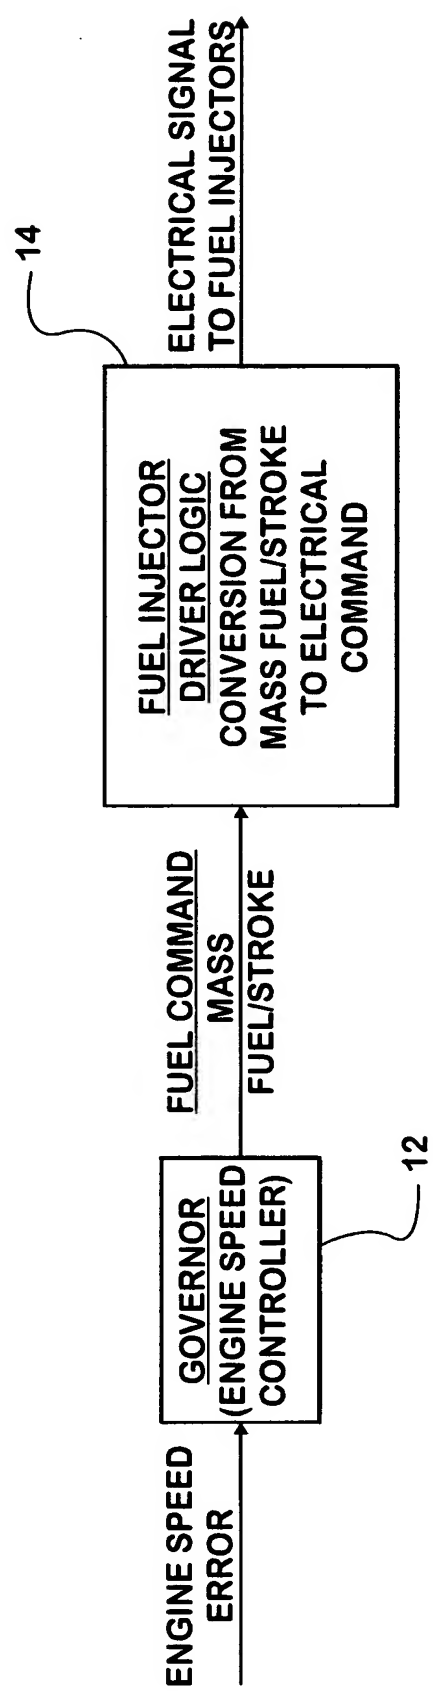 ENGINE SPEED
ERROR
GOVERNOR
(ENGINE SPEED
CONTROLLER)
12
FUEL COMMAND
MASS
FUEL/STROKE
FUEL INJECTOR
DRIVER LOGIC
CONVERSION FROM
MASS FUEL/STROKE
TO ELECTRICAL
COMMAND
14
ELECTRICAL SIGNAL
TO FUEL INJECTORS